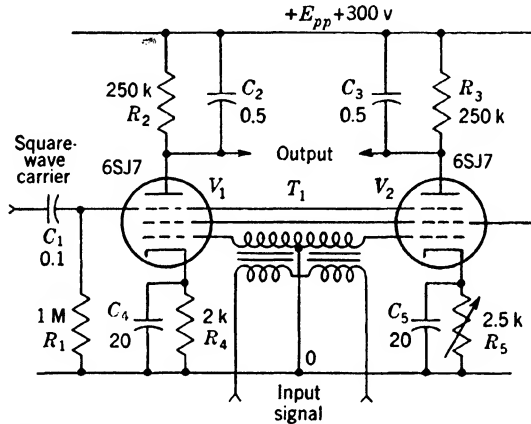 +E_pp +300 v
250 k
R_2
C_2
0.5
C_3
0.5
R_3
250 k
Square-
wave
carrier
6SJ7
Output
6SJ7
V_1
T_1
V_2
C_1
0.1
1 M
R_1
C_4
20
2 k
R_4
0
C_5
20
2.5 k
R_5
Input
signal